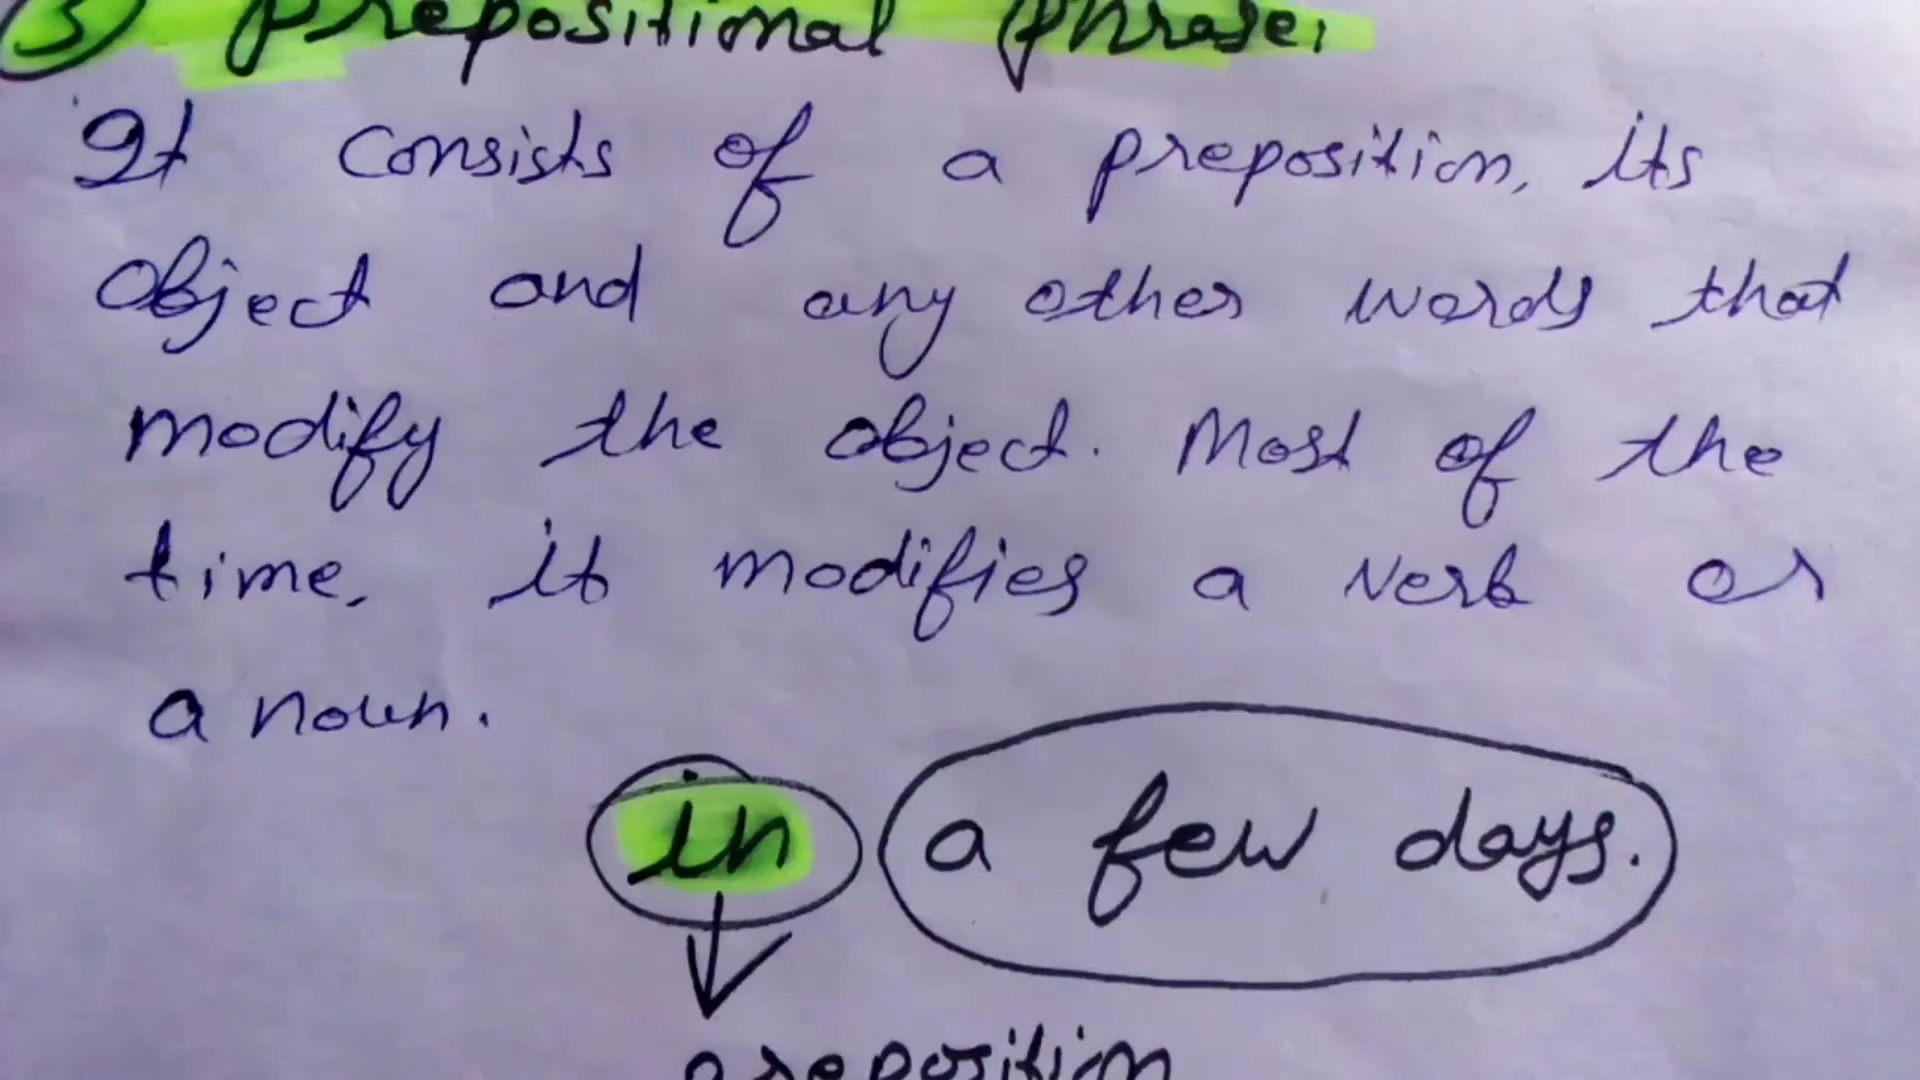 3 Prepositional Phrase:
It consists of a preposition, its
object and any other words that
modify the object. Most of the
time, it modifies a verb or
a noun.
in a few days.
preposition